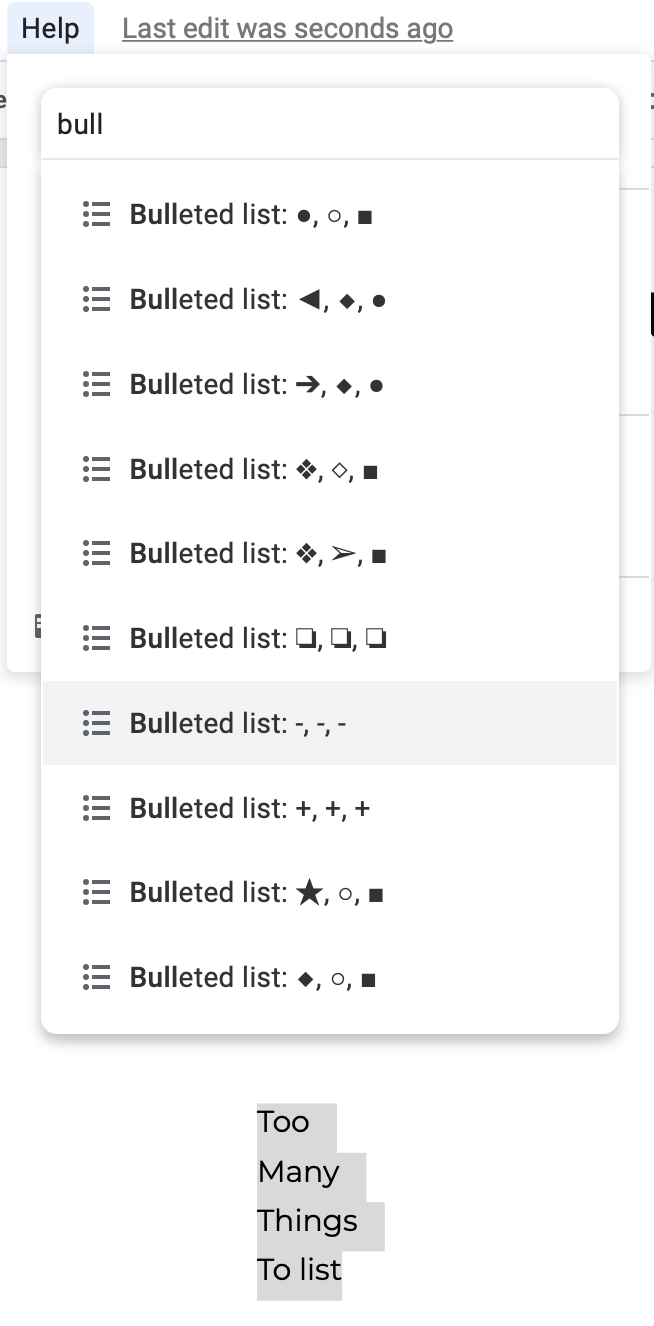 Help Last edit was seconds ago
bull
Bulleted list: ●, ○, ■
Bulleted list: ◀, ◆, ●
Bulleted list: ➔, ◆, ●
Bulleted list: ❖, ◇, ■
Bulleted list: ❖, ➢, ■
Bulleted list: ❏, ❏, ❏
Bulleted list: -, -, -
Bulleted list: +, +, +
Bulleted list: ★, ○, ■
Bulleted list: ◆, ○, ■
Too
Many
Things
To list